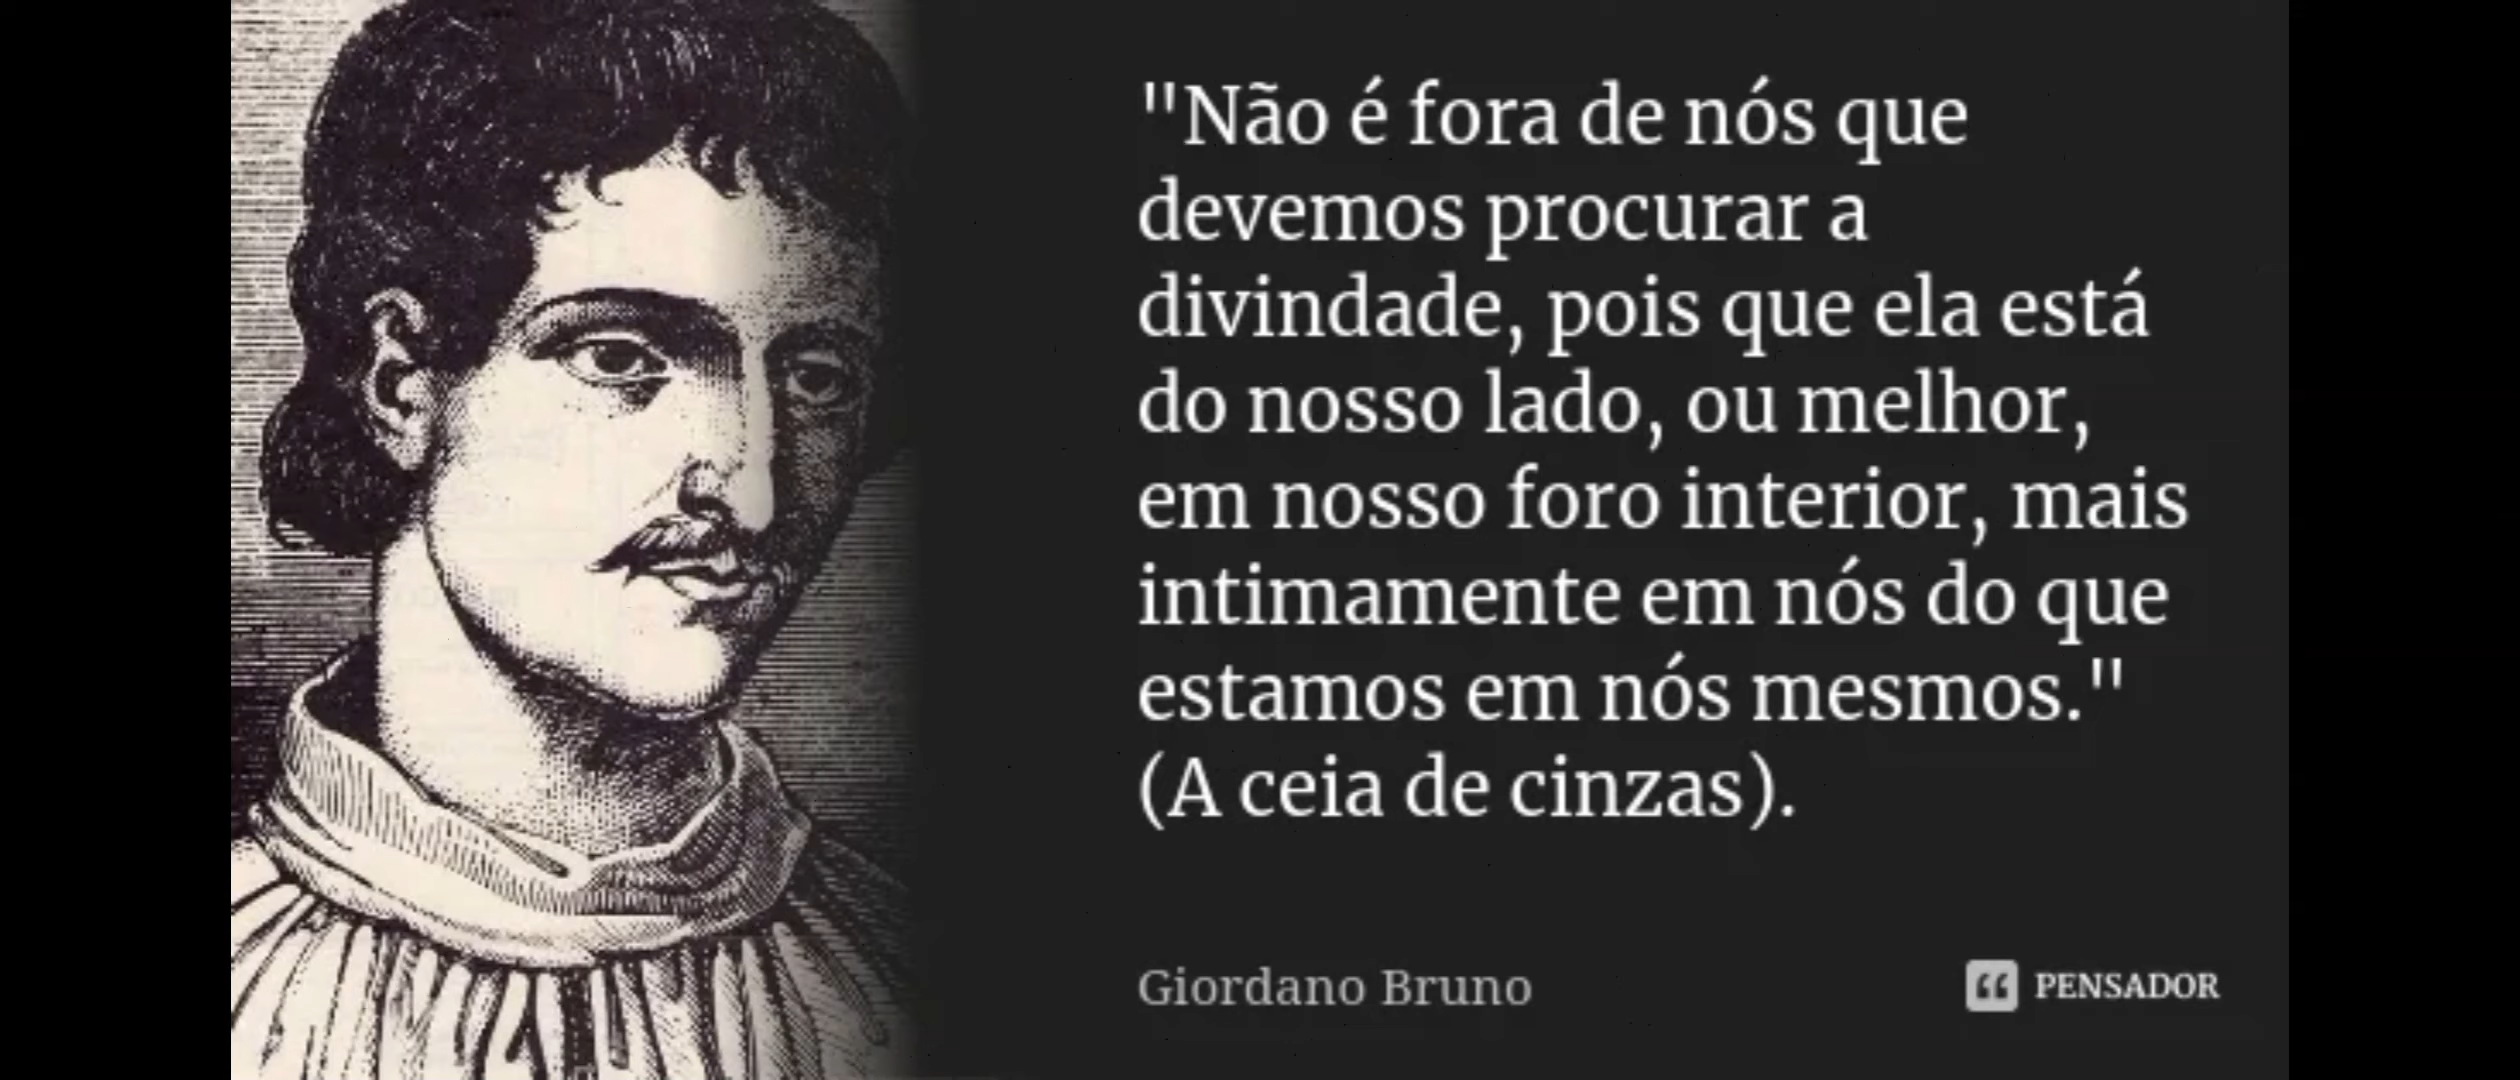 "Não é fora de nós que
devemos procurar a
divindade, pois que ela está
do nosso lado, ou melhor,
em nosso foro interior, mais
intimamente em nós do que
estamos em nós mesmos."
(A ceia de cinzas).
Giordano Bruno
PENSADOR